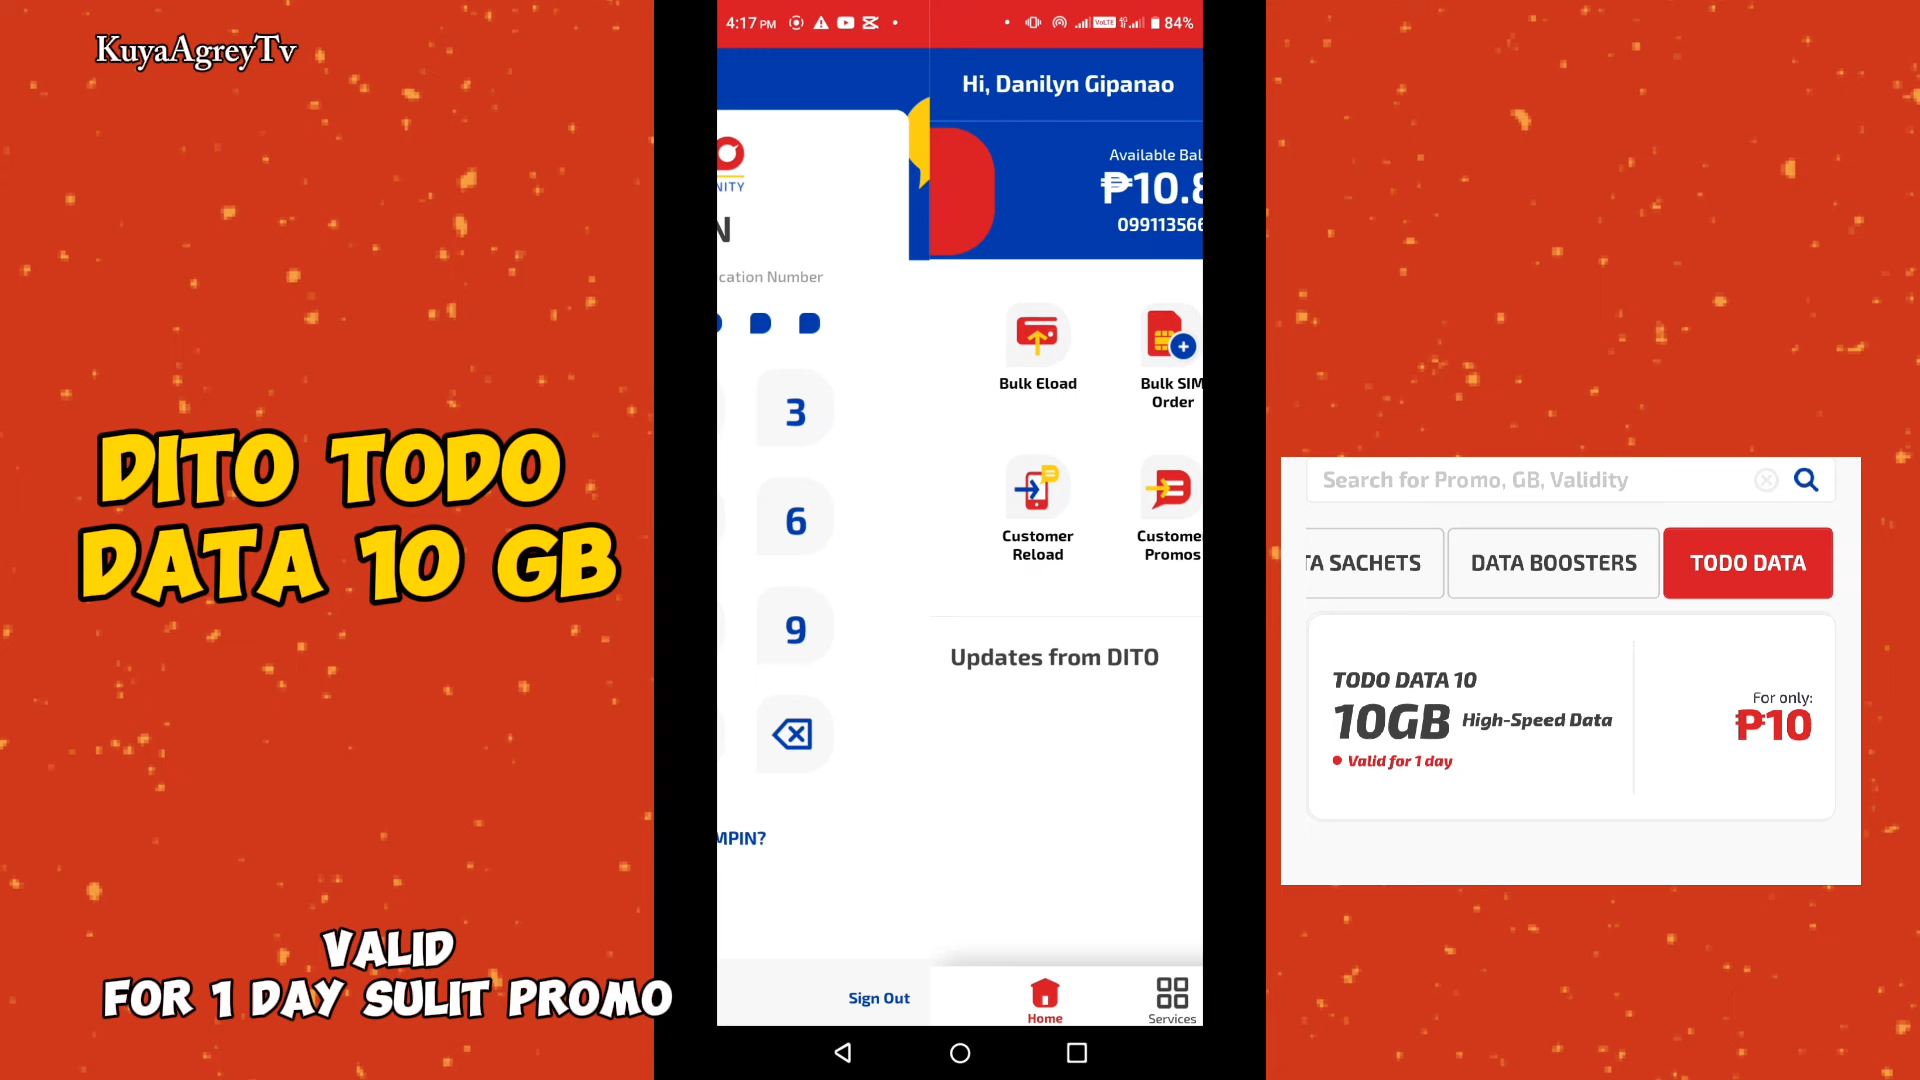 KuyaAgreyTv
DITO TODO
DATA 10 GB
VALID
FOR 1 DAY SULIT PROMO
4:17 PM
VoLTE
84%
NITY
N
cation Number
3
6
9
MPIN?
Sign Out
Hi, Danilyn Gipanao
Available Bal
₱10.8
099113566
Bulk Eload
Bulk SIM
Order
Customer
Reload
Custome
Promos
Updates from DITO
Home
Services
Search for Promo, GB, Validity
TA SACHETS
DATA BOOSTERS
TODO DATA
TODO DATA 10
10GB High-Speed Data
• Valid for 1 day
For only:
₱10